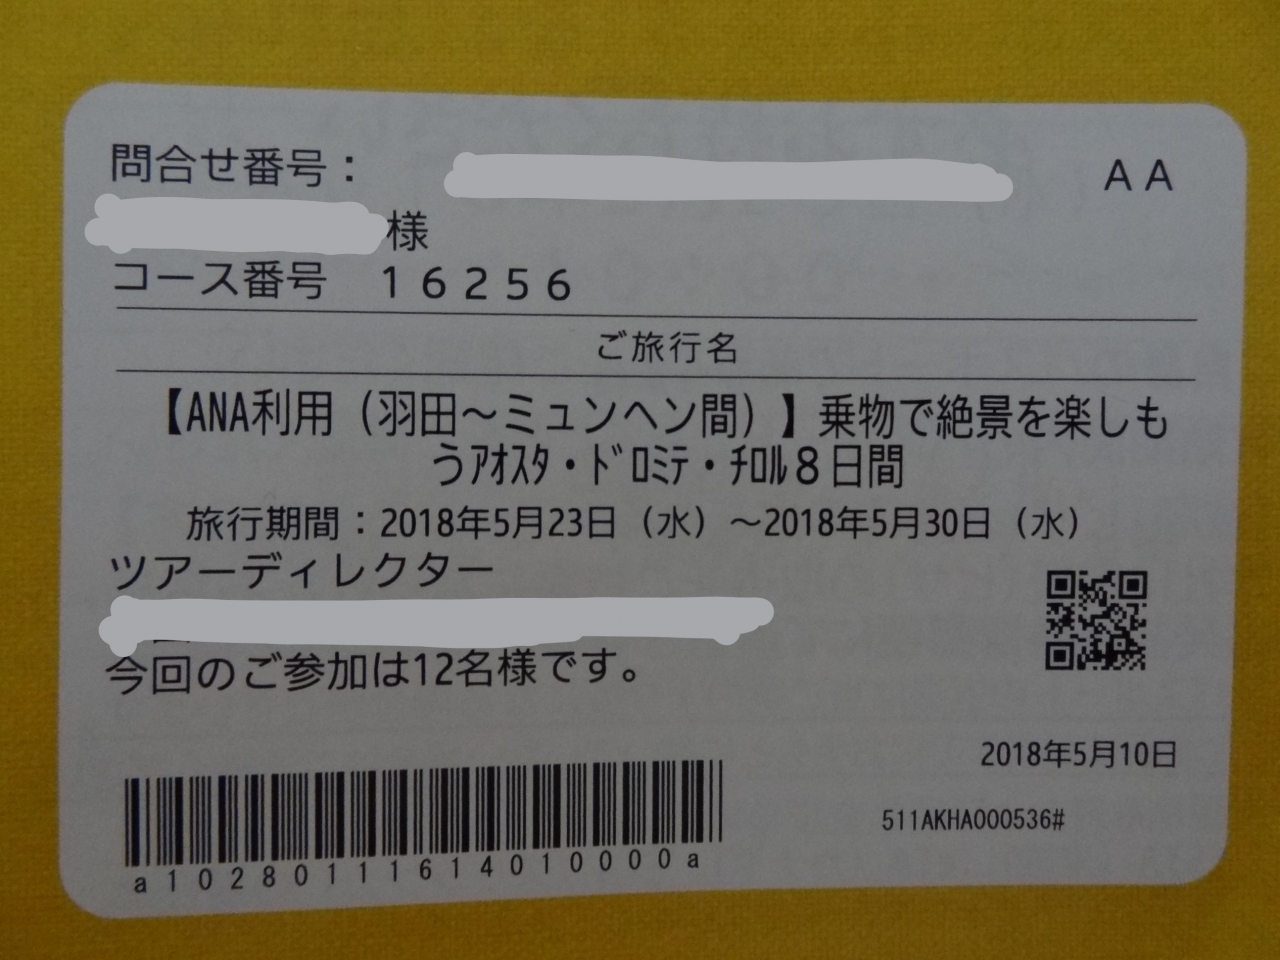 問合せ番号：
AA
様
コース番号　16256
ご旅行名
【ANA利用（羽田～ミュンヘン間）】乗物で絶景を楽しも
うｱｵｽﾀ・ﾄﾞﾛﾐﾃ・ﾁﾛﾙ8日間
旅行期間：2018年5月23日（水）～2018年5月30日（水）
ツアーディレクター
今回のご参加は12名様です。
2018年5月10日
511AKHA000536#
a10280111614010000a